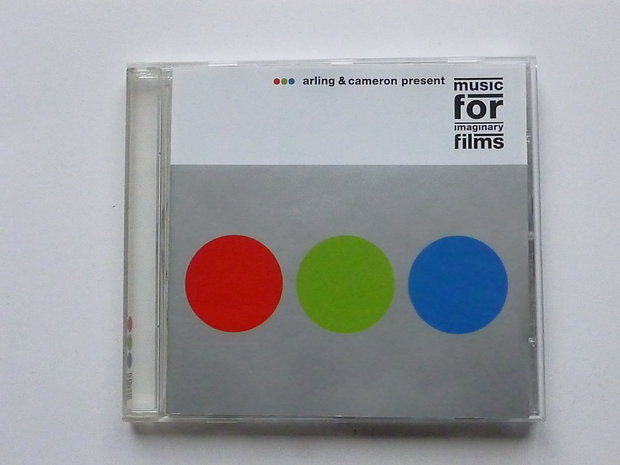 arling & cameron present
music
for
imaginary
films